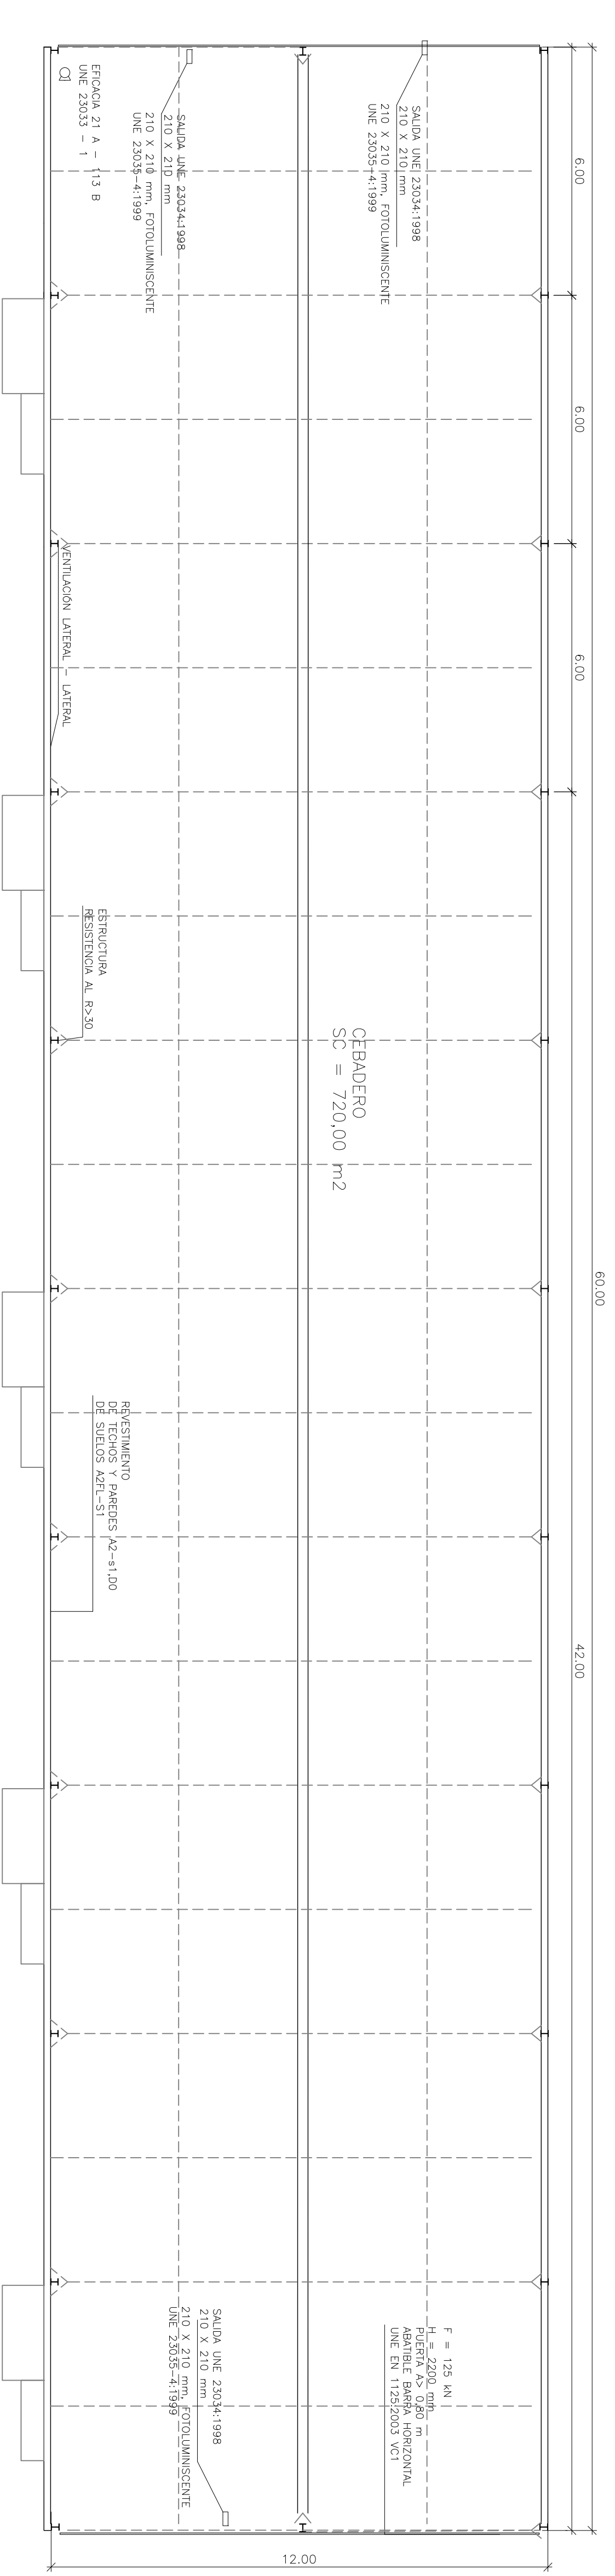 6.00
6.00
6.00
42.00
60.00
12.00
SALIDA UNE 23034:1998
210 X 210 mm
210 X 210 mm, FOTOLUMINISCENTE
UNE 23035-4:1999
SALIDA UNE 23034:1998
210 X 210 mm
210 X 210 mm, FOTOLUMINISCENTE
UNE 23035-4:1999
EFICACIA 21 A - 113 B
UNE 23033 - 1
VENTILACIÓN LATERAL - LATERAL
ESTRUCTURA
RESISTENCIA AL R>30
CEBADERO
SC = 720,00 m2
REVESTIMIENTO
DE TECHOS Y PAREDES A2-s1,D0
DE SUELOS A2FL-S1
F = 125 kN
H = 2200 mm
PUERTA A> 0,80 m
ABATIBLE BARRA HORIZONTAL
UNE EN 1125:2003 VC1
SALIDA UNE 23034:1998
210 X 210 mm
210 X 210 mm, FOTOLUMINISCENTE
UNE 23035-4:1999